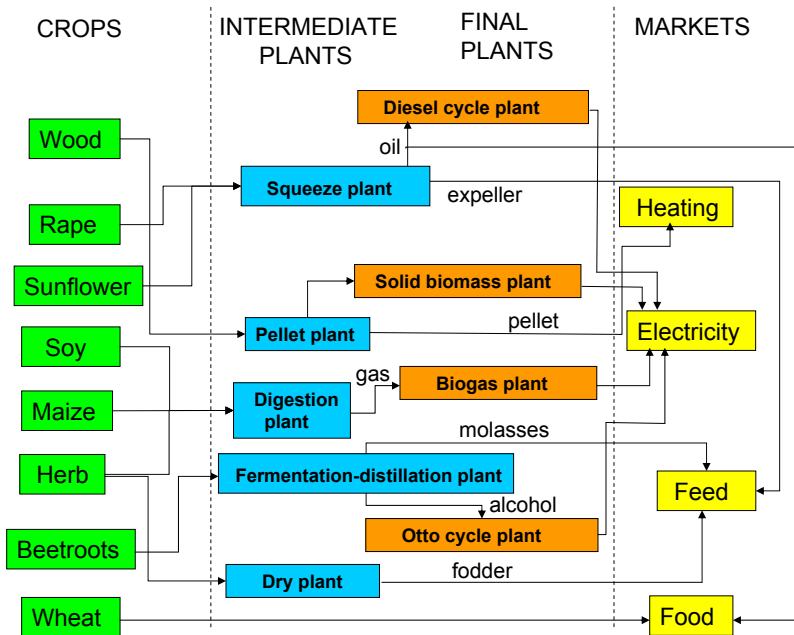 CROPS
INTERMEDIATE
PLANTS
FINAL
PLANTS
MARKETS
Diesel cycle plant
Wood
oil
Squeeze plant
expeller
Heating
Rape
Sunflower
Solid biomass plant
Pellet plant
pellet
Electricity
Soy
gas
Biogas plant
Maize
Digestion
plant
molasses
Herb
Fermentation-distillation plant
Feed
alcohol
Beetroots
Otto cycle plant
Dry plant
fodder
Wheat
Food